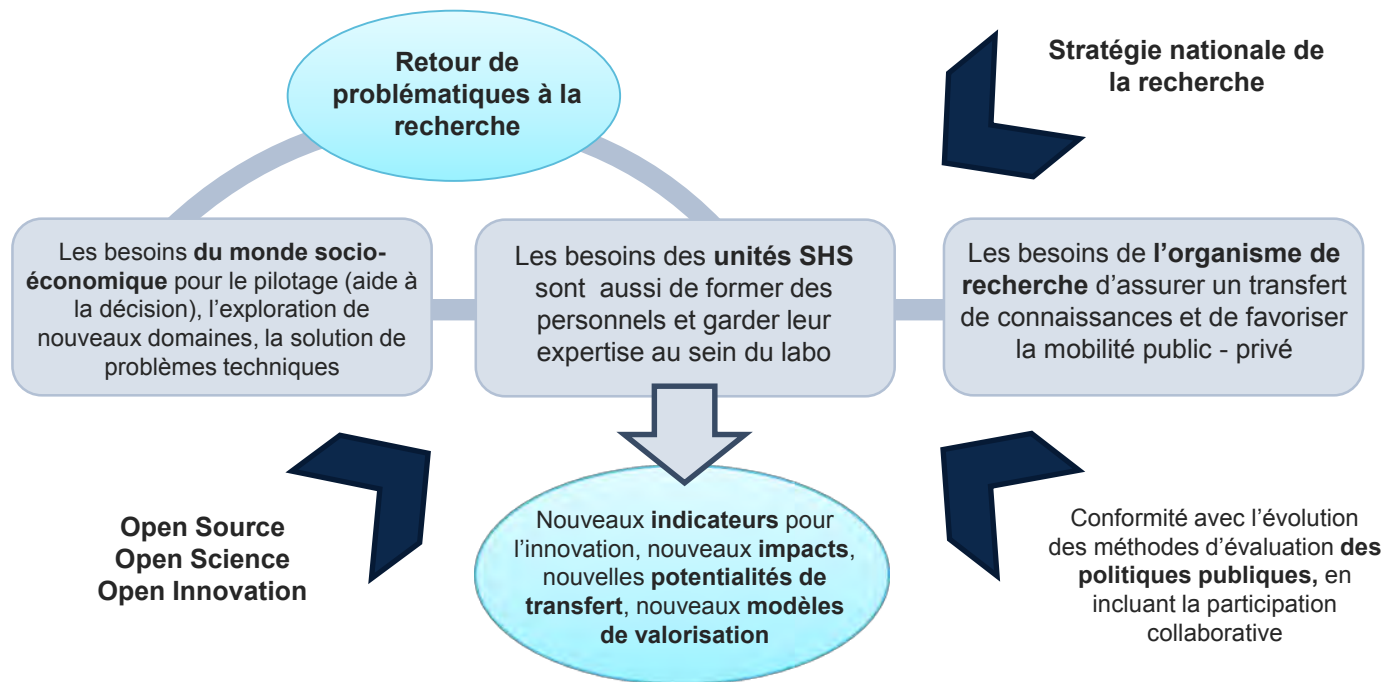 Retour de
problématiques à la
recherche
Stratégie nationale de
la recherche
Les besoins du monde socio-
économique pour le pilotage (aide à
la décision), l'exploration de
nouveaux domaines, la solution de
problèmes techniques
Les besoins des unités SHS
sont aussi de former des
personnels et garder leur
expertise au sein du labo
Les besoins de l'organisme de
recherche d'assurer un transfert
de connaissances et de favoriser
la mobilité public - privé
Open Source
Open Science
Open Innovation
Nouveaux indicateurs pour
l'innovation, nouveaux impacts,
nouvelles potentialités de
transfert, nouveaux modèles
de valorisation
Conformité avec l'évolution
des méthodes d'évaluation des
politiques publiques, en
incluant la participation
collaborative